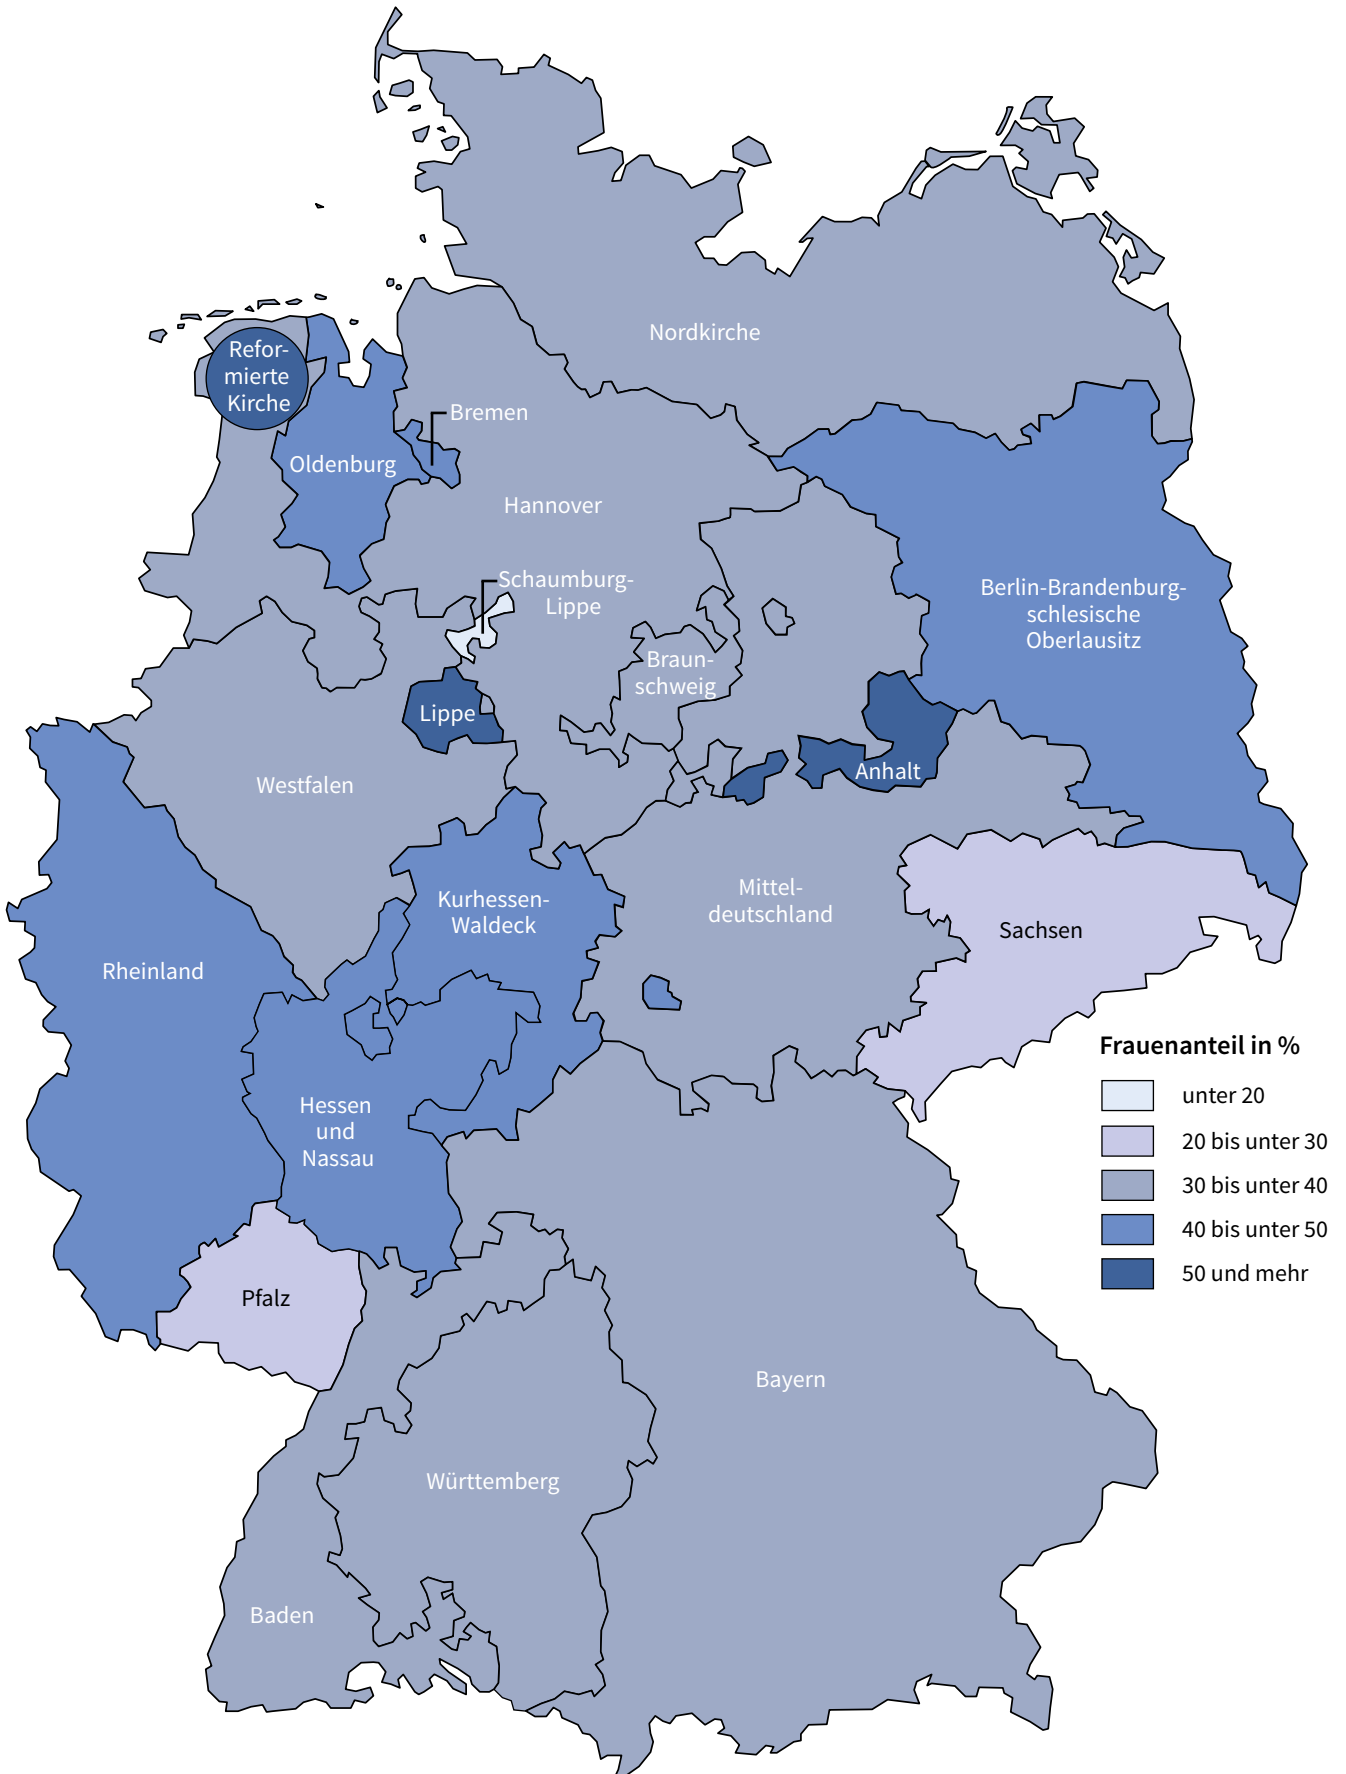 Nordkirche
Refor-
mierte
Kirche
Bremen
Oldenburg
Hannover
Schaumburg-
Lippe
Berlin-Brandenburg-
schlesische
Oberlausitz
Braun-
schweig
Lippe
Westfalen
Anhalt
Kurhessen-
Waldeck
Mittel-
deutschland
Sachsen
Rheinland
Hessen
und
Nassau
Pfalz
Bayern
Württemberg
Baden
Frauenanteil in %
unter 20
20 bis unter 30
30 bis unter 40
40 bis unter 50
50 und mehr